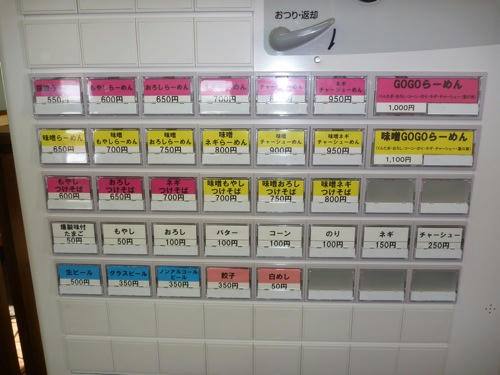 おつり・返却
もやしらーめん
600円
おろしらーめん
650円
700円
チャーシューめん
850円
ネギ
チャーシューめん
950円
GOGOらーめん
1,000円
550円
味噌らーめん
650円
味噌
もやしらーめん
700円
味噌
おろしらーめん
750円
味噌
ネギらーめん
800円
味噌
チャーシューめん
900円
味噌ネギ
チャーシューめん
950円
味噌GOGOらーめん
1,100円
もやし
つけそば
600円
おろし
つけそば
650円
ネギ
つけそば
700円
味噌もやし
つけそば
700円
味噌おろし
つけそば
750円
味噌ネギ
つけそば
800円
燻製味付
たまご
50円
もやし
50円
おろし
100円
バター
100円
コーン
100円
のり
100円
ネギ
150円
チャーシュー
250円
生ビール
500円
グラスビール
350円
ノンアルコール
ビール
350円
餃子
350円
白めし
50円